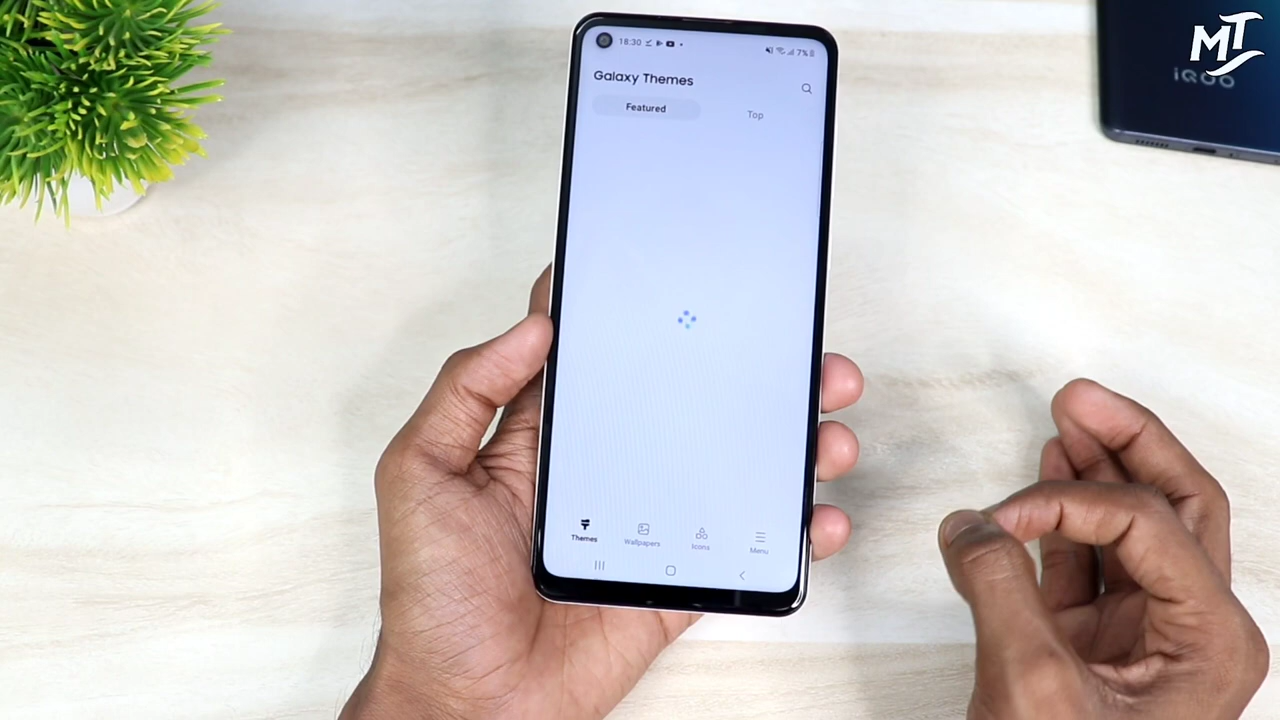 MT
iQOO
18:30
7%
Galaxy Themes
Featured
Top
Themes
Wallpapers
Icons
Menu